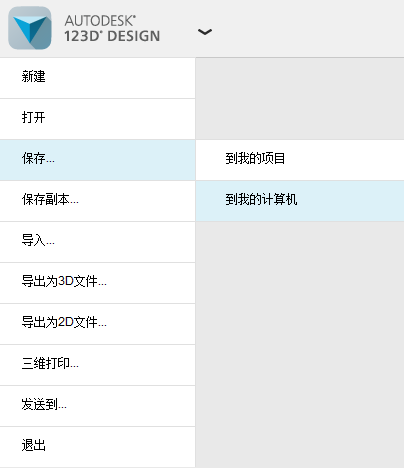 AUTODESK®
123D® DESIGN
新建
打开
保存...
到我的项目
到我的计算机
保存副本...
导入...
导出为3D文件...
导出为2D文件...
三维打印...
发送到...
退出